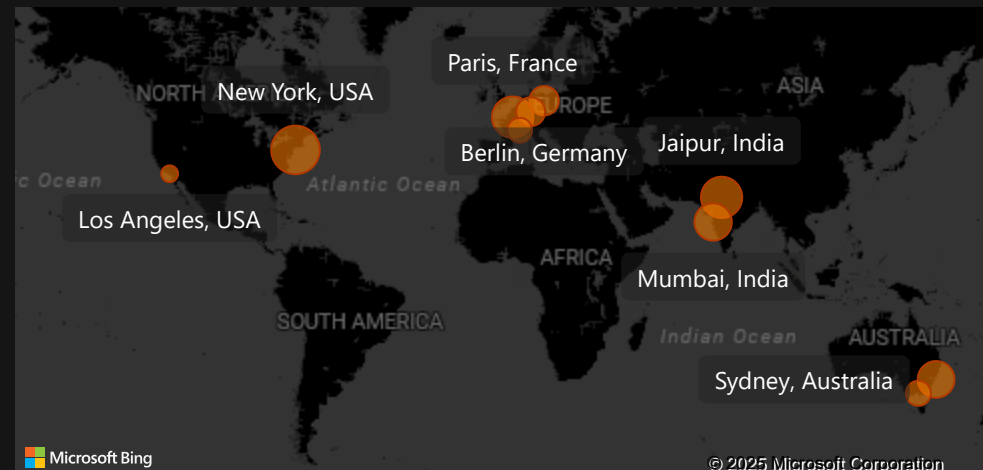 Paris, France
ASIA
NORTH
New York, USA
EUROPE
Jaipur, India
Berlin, Germany
c Ocean
Atlantic Ocean
Los Angeles, USA
AFRICA
Mumbai, India
SOUTH AMERICA
Indian Ocean
AUSTRALIA
Sydney, Australia
Microsoft Bing
© 2025 Microsoft Corporation